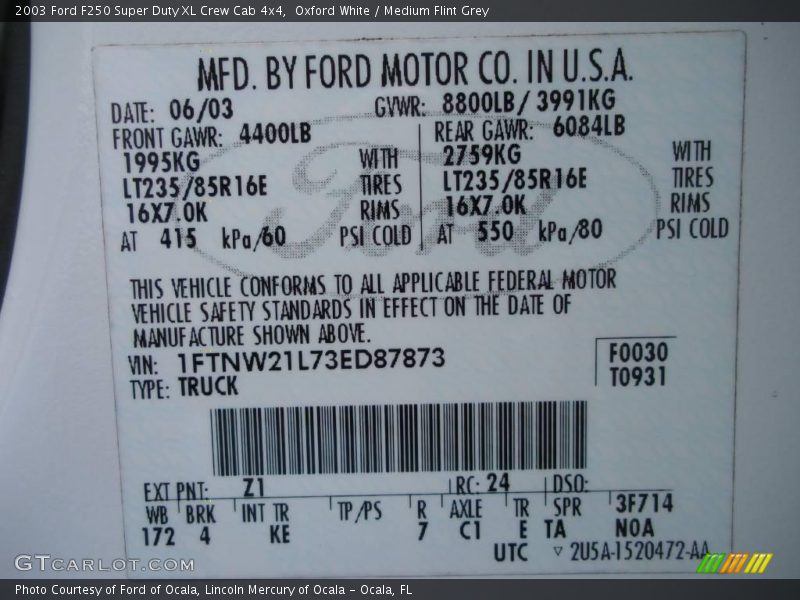 2003 Ford F250 Super Duty XL Crew Cab 4x4,  Oxford White / Medium Flint Grey
MFD. BY FORD MOTOR CO. IN U.S.A.
DATE: 06/03 GVWR: 8800LB/ 3991KG
FRONT GAWR: 4400LB REAR GAWR: 6084LB
1995KG WITH 2759KG WITH
LT235/85R16E TIRES LT235/85R16E TIRES
16X7.0K RIMS 16X7.0K RIMS
AT 415 kPa/60 PSI COLD AT 550 kPa/80 PSI COLD
Ford
THIS VEHICLE CONFORMS TO ALL APPLICABLE FEDERAL MOTOR
VEHICLE SAFETY STANDARDS IN EFFECT ON THE DATE OF
MANUFACTURE SHOWN ABOVE.
VIN: 1FTNW21L73ED87873 F0030
TYPE: TRUCK T0931
EXT PNT: Z1 RC: 24 DSO:
WB BRK INT TR TP/PS R AXLE TR SPR 3F714
172 4 KE 7 C1 E TA N0A
UTC ▽ 2U5A-1520472-AA
GTCARLOT.COM
Photo Courtesy of Ford of Ocala, Lincoln Mercury of Ocala – Ocala, FL